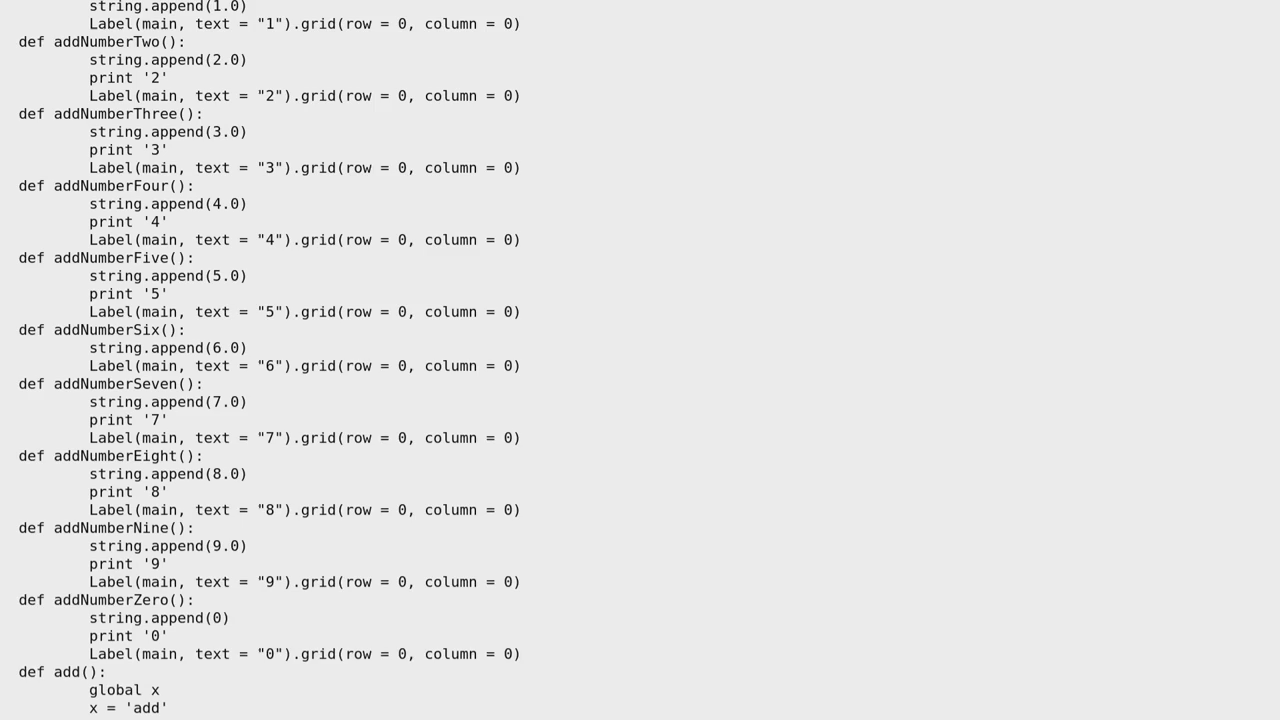 string.append(1.0)
Label(main, text = "1").grid(row = 0, column = 0)
def addNumberTwo():
string.append(2.0)
print '2'
Label(main, text = "2").grid(row = 0, column = 0)
def addNumberThree():
string.append(3.0)
print '3'
Label(main, text = "3").grid(row = 0, column = 0)
def addNumberFour():
string.append(4.0)
print '4'
Label(main, text = "4").grid(row = 0, column = 0)
def addNumberFive():
string.append(5.0)
print '5'
Label(main, text = "5").grid(row = 0, column = 0)
def addNumberSix():
string.append(6.0)
Label(main, text = "6").grid(row = 0, column = 0)
def addNumberSeven():
string.append(7.0)
print '7'
Label(main, text = "7").grid(row = 0, column = 0)
def addNumberEight():
string.append(8.0)
print '8'
Label(main, text = "8").grid(row = 0, column = 0)
def addNumberNine():
string.append(9.0)
print '9'
Label(main, text = "9").grid(row = 0, column = 0)
def addNumberZero():
string.append(0)
print '0'
Label(main, text = "0").grid(row = 0, column = 0)
def add():
global x
x = 'add'